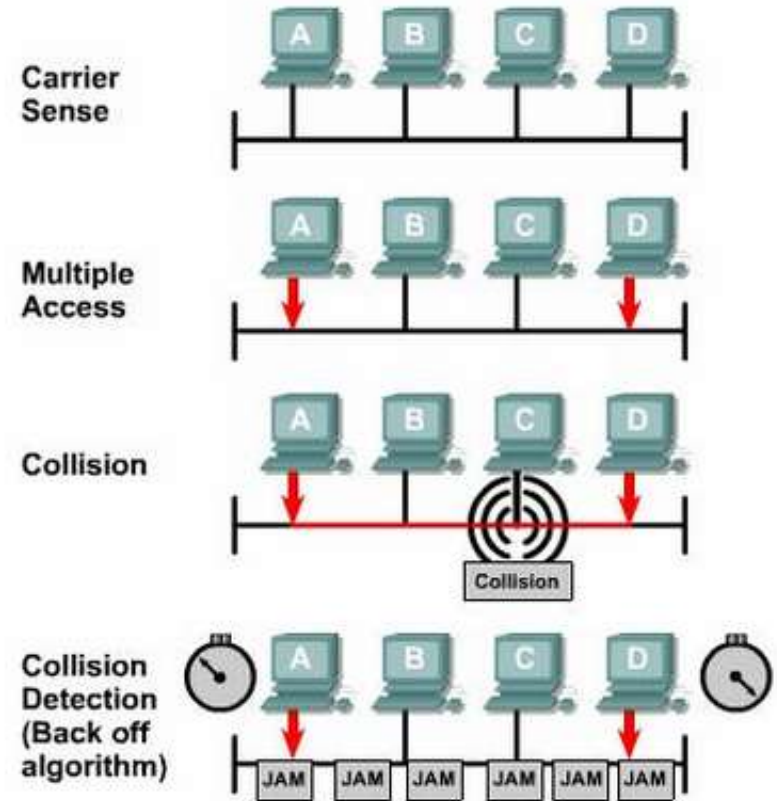 A B C D
Carrier
Sense
A B C D
Multiple
Access
A B C D
Collision
Collision
A B C D
Collision
Detection
(Back off
algorithm)
JAM JAM JAM JAM JAM JAM